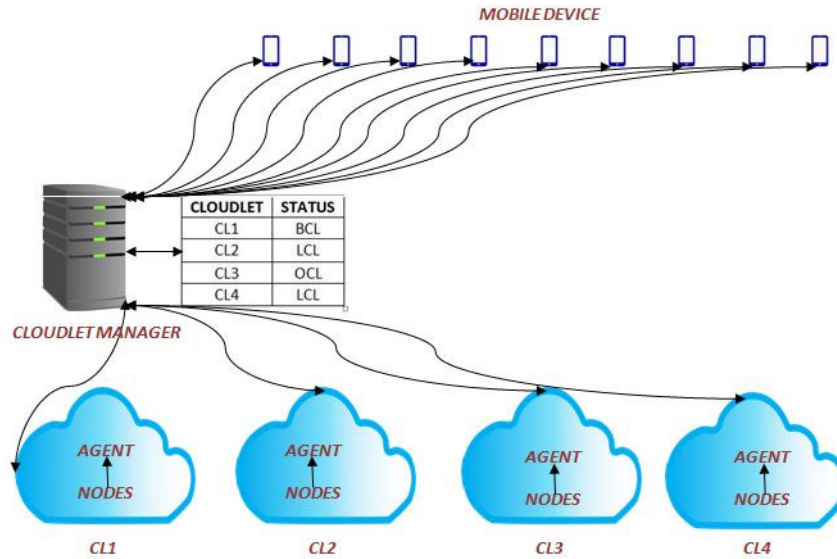 MOBILE DEVICE
CLOUDLET STATUS
CL1 BCL
CL2 LCL
CL3 OCL
CL4 LCL
CLOUDLET MANAGER
AGENT AGENT AGENT AGENT
NODES NODES NODES NODES
CL1 CL2 CL3 CL4